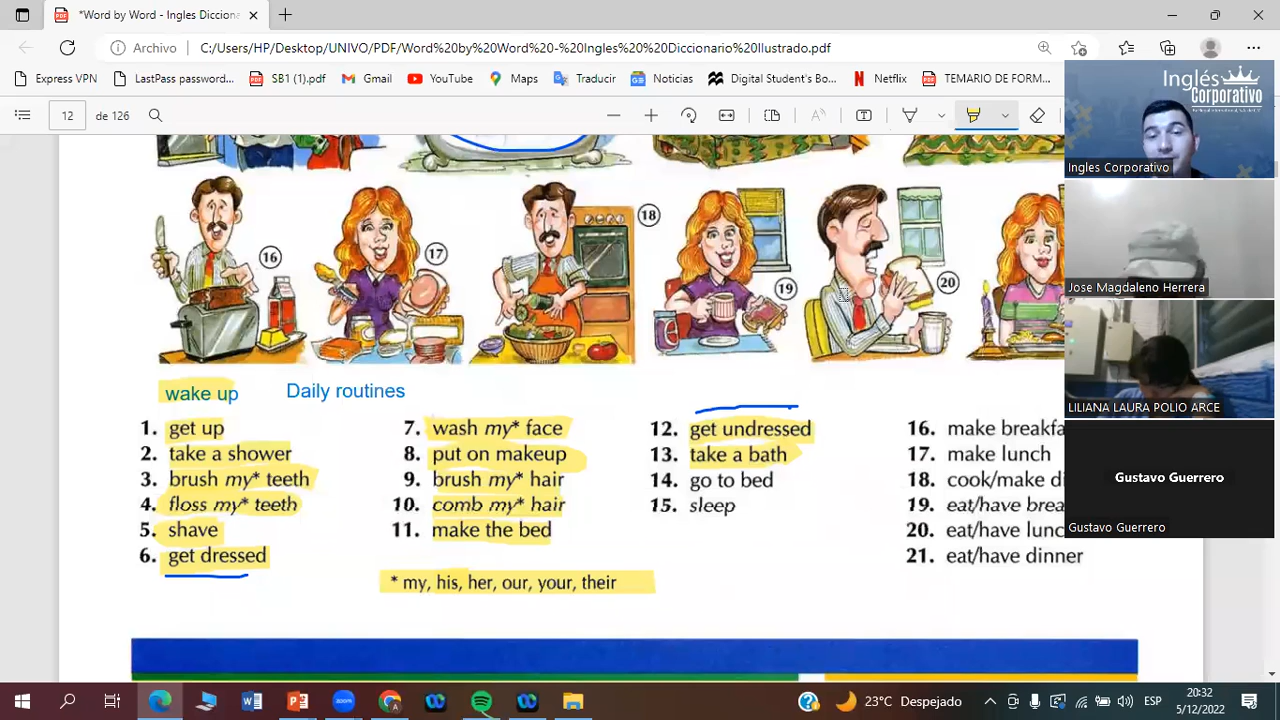 *Word by Word - Ingles Diccion
Archivo
C:/Users/HP/Desktop/UNIVO/PDF/Word%20by%20Word%20-%20Ingles%20%20Diccionario%20Ilustrado.pdf
Express VPN
LastPass password...
SB1 (1).pdf
Gmail
YouTube
Maps
Traducir
Noticias
Digital Student's Bo...
Netflix
TEMARIO DE FORM...
12
de 126
Inglés
Corporativo
Ingles Corporativo
Jose Magdaleno Herrera
LILIANA LAURA POLIO ARCE
Gustavo Guerrero
Gustavo Guerrero
16
17
18
19
20
wake up
Daily routines
1. get up
2. take a shower
3. brush my* teeth
4. floss my* teeth
5. shave
6. get dressed
7. wash my* face
8. put on makeup
9. brush my* hair
10. comb my* hair
11. make the bed
* my, his, her, our, your, their
12. get undressed
13. take a bath
14. go to bed
15. sleep
16. make breakfa
17. make lunch
18. cook/make di
19. eat/have brea
20. eat/have lunc
21. eat/have dinner
23°C Despejado
ESP
20:32
5/12/2022